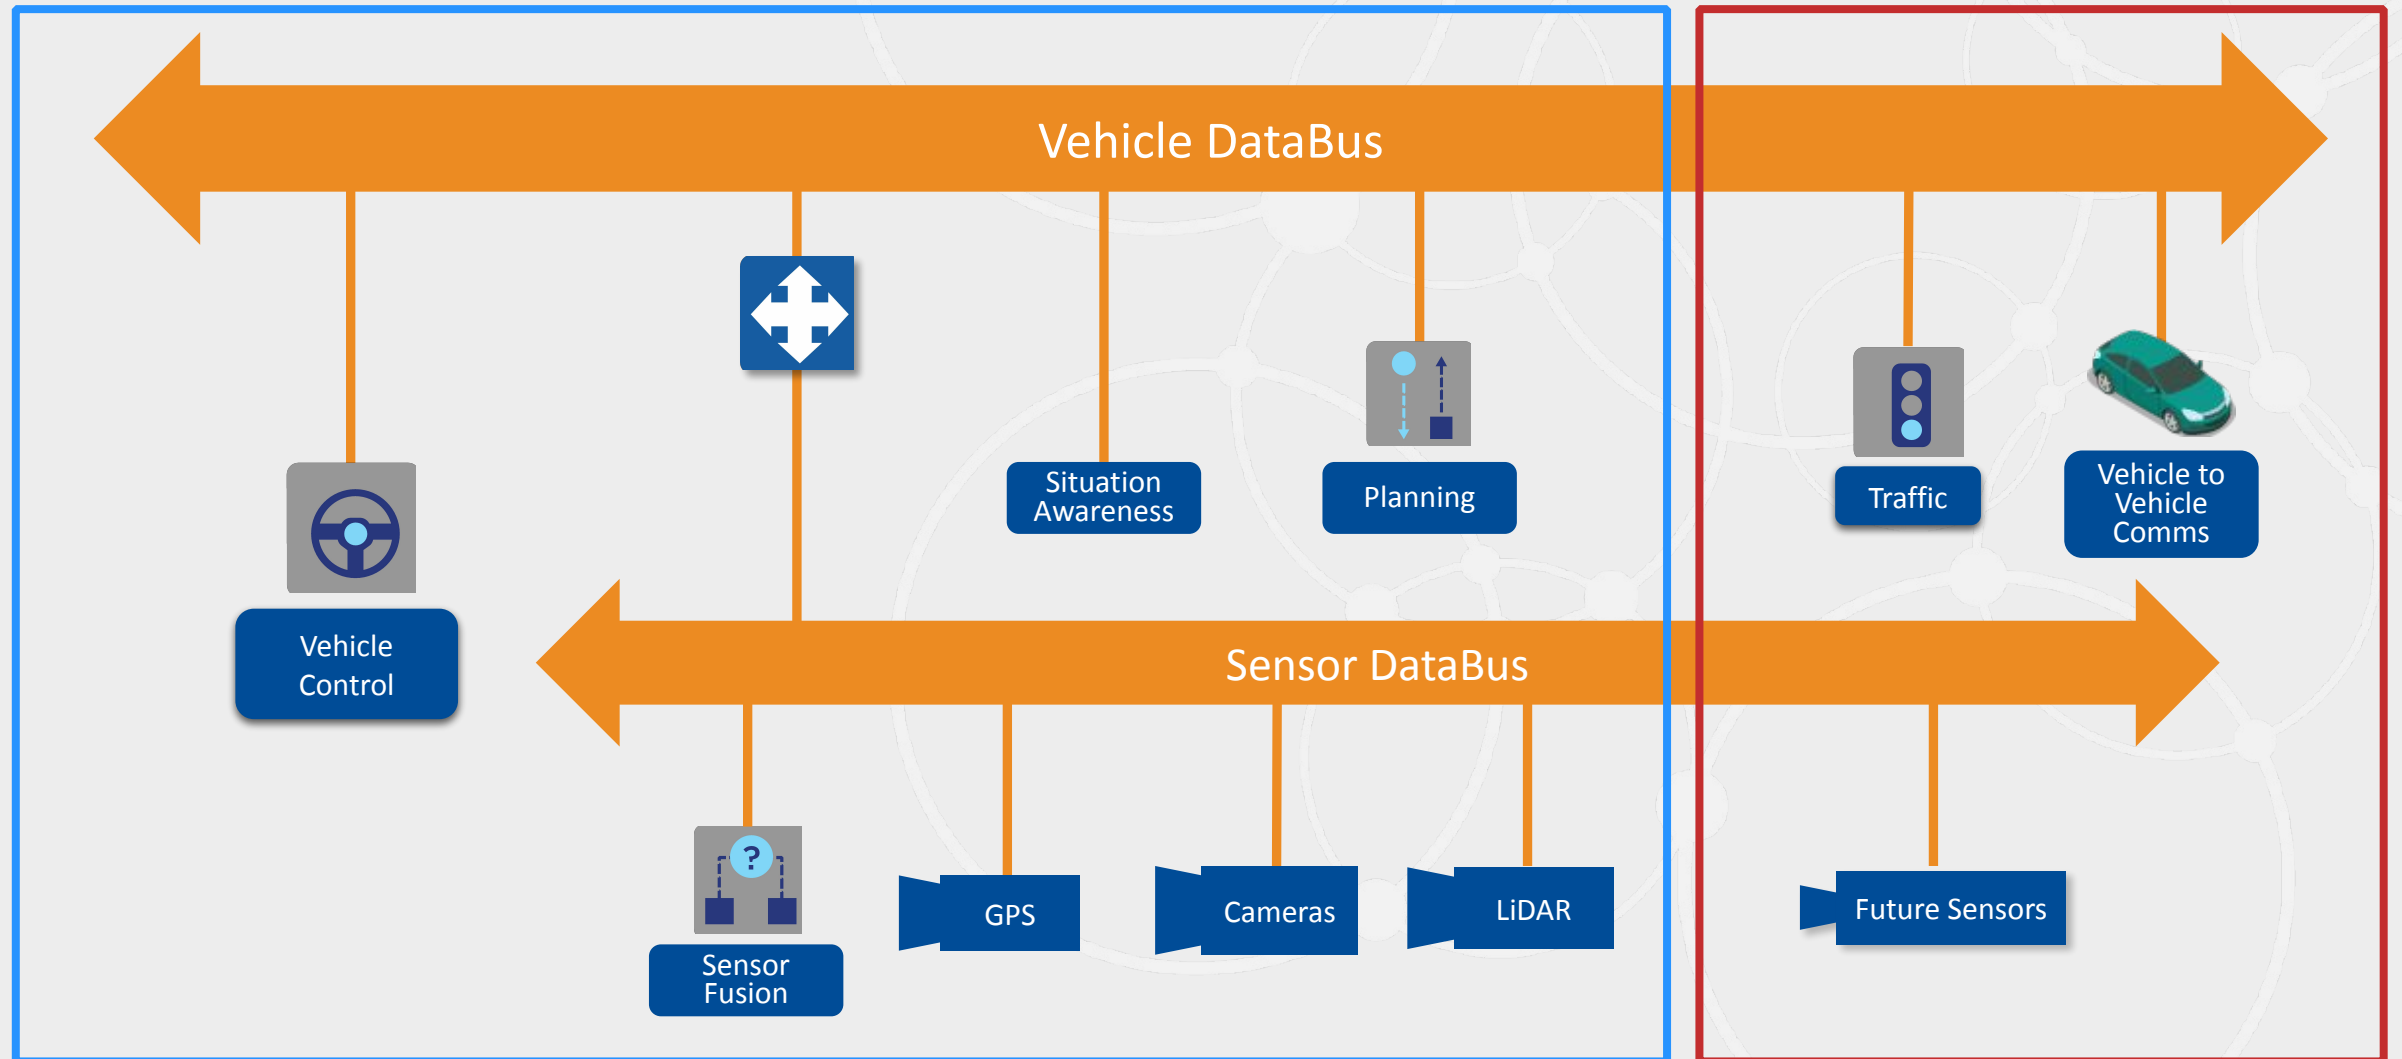 Vehicle DataBus
Situation
Awareness
Planning
Traffic
Vehicle to
Vehicle
Comms
Vehicle
Control
Sensor DataBus
?
GPS
Cameras
LiDAR
Future Sensors
Sensor
Fusion